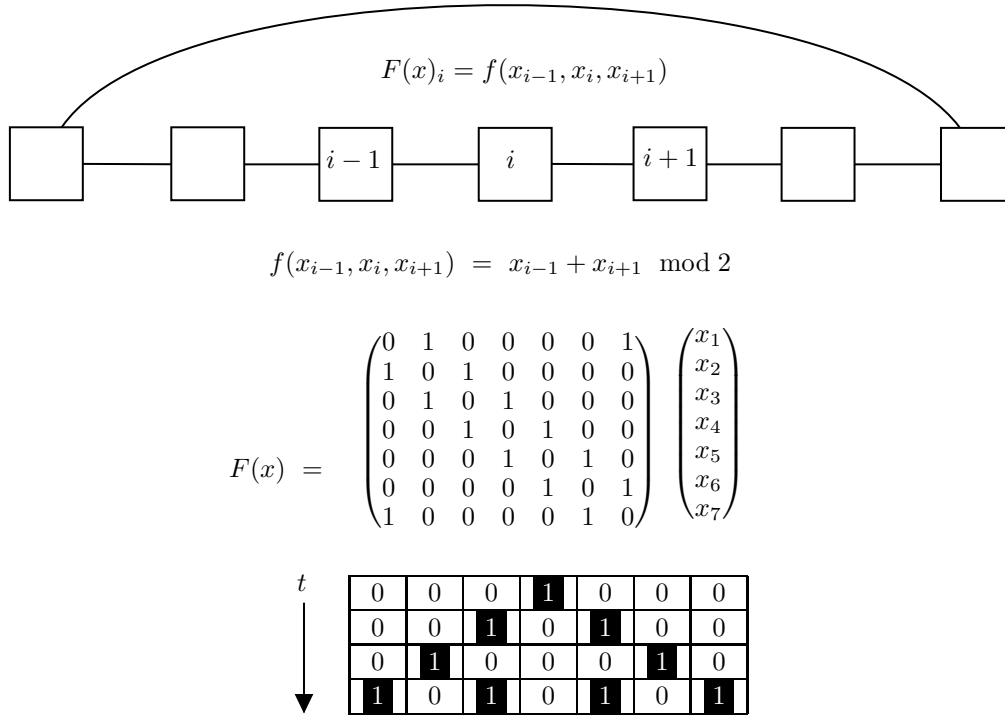 F(x)_i = f(x_{i−1}, x_i, x_{i+1})
i − 1 i i + 1
f(x_{i−1}, x_i, x_{i+1}) = x_{i−1} + x_{i+1} mod 2
0 1 0 0 0 0 1 x_1
1 0 1 0 0 0 0 x_2
0 1 0 1 0 0 0 x_3
0 0 1 0 1 0 0 x_4
F(x) = 0 0 0 1 0 1 0 x_5
0 0 0 0 1 0 1 x_6
1 0 0 0 0 1 0 x_7
t
0 0 0 1 0 0 0
0 0 1 0 1 0 0
0 1 0 0 0 1 0
1 0 1 0 1 0 1